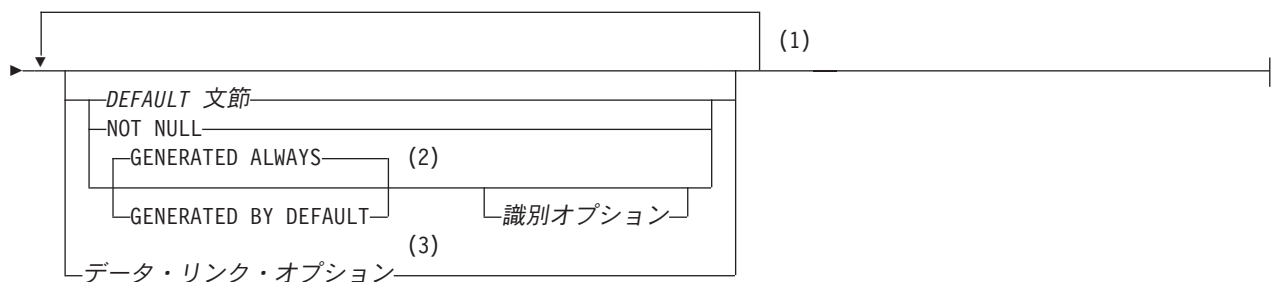 (1)
DEFAULT 文節
NOT NULL
GENERATED ALWAYS (2)
GENERATED BY DEFAULT 識別オプション
(3)
データ・リンク・オプション